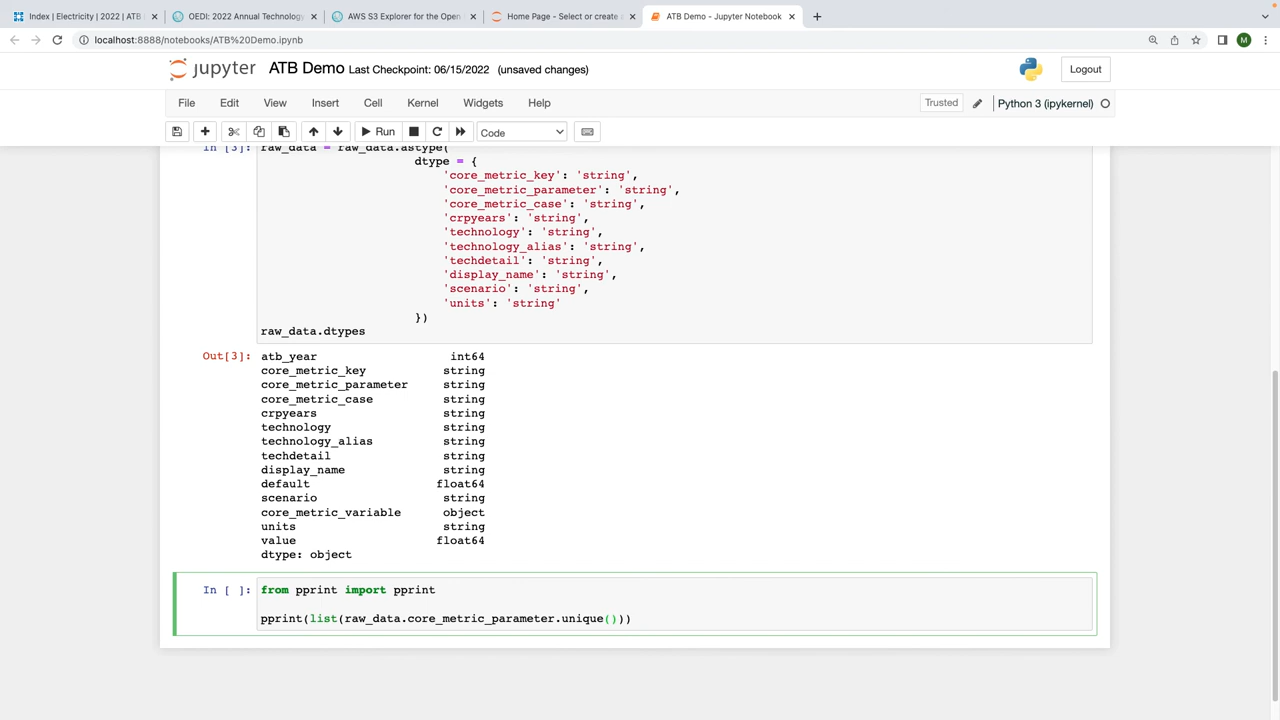 Index | Electricity | 2022 | ATB
OEDI: 2022 Annual Technology
AWS S3 Explorer for the Open
Home Page - Select or create
ATB Demo - Jupyter Notebook
localhost:8888/notebooks/ATB%20Demo.ipynb
M
jupyter ATB Demo Last Checkpoint: 06/15/2022 (unsaved changes)
Logout
File Edit View Insert Cell Kernel Widgets Help
Trusted
Python 3 (ipykernel)
Run
Code
In [3]: raw_data = raw_data.astype(
dtype = {
'core_metric_key': 'string',
'core_metric_parameter': 'string',
'core_metric_case': 'string',
'crpyears': 'string',
'technology': 'string',
'technology_alias': 'string',
'techdetail': 'string',
'display_name': 'string',
'scenario': 'string',
'units': 'string'
})
raw_data.dtypes
Out[3]: atb_year int64
core_metric_key string
core_metric_parameter string
core_metric_case string
crpyears string
technology string
technology_alias string
techdetail string
display_name string
default float64
scenario string
core_metric_variable object
units string
value float64
dtype: object
In [ ]: from pprint import pprint
pprint(list(raw_data.core_metric_parameter.unique()))